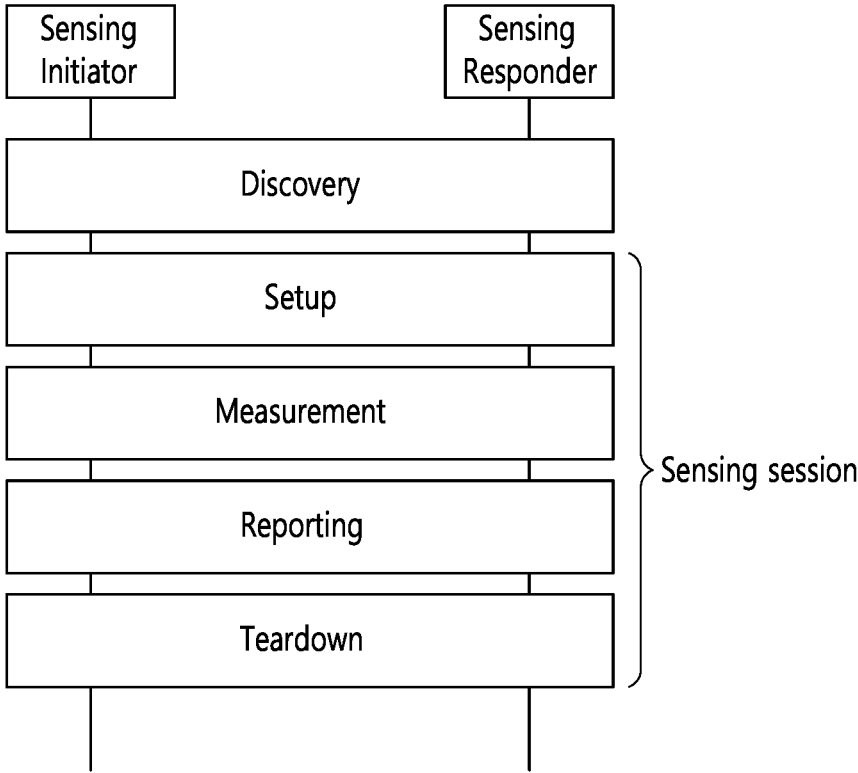 Sensing
Initiator
Sensing
Responder
Discovery
Setup
Measurement
Sensing session
Reporting
Teardown